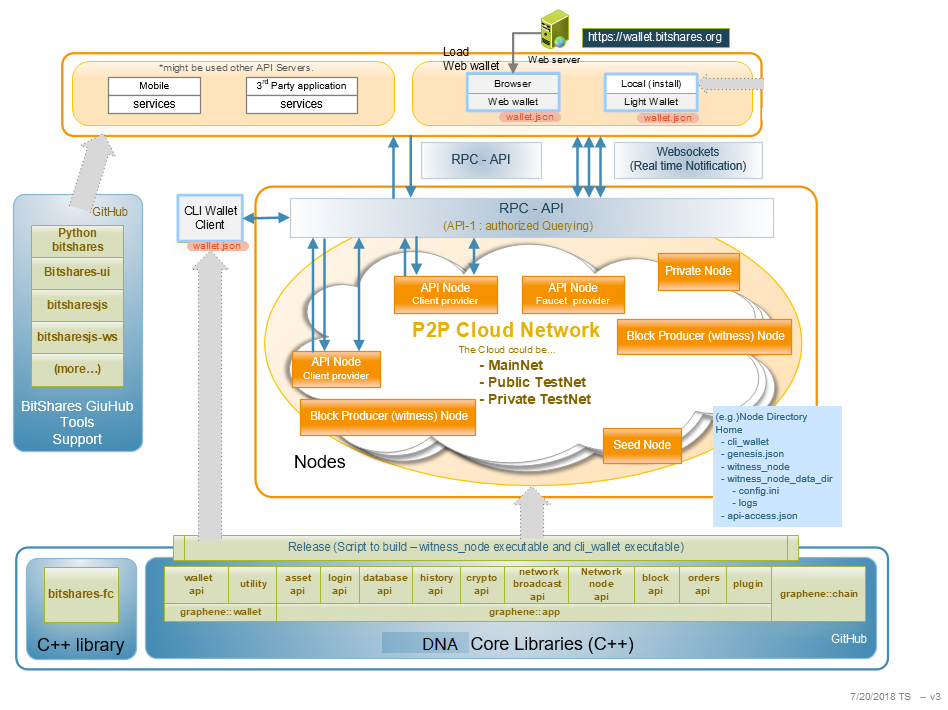 https://wallet.bitshares.org
Load
Web wallet
Web server
*might be used other API Servers.
Mobile
services
3rd Party application
services
Browser
Web wallet
wallet.json
Local (install)
Light Wallet
wallet.json
RPC - API
Websockets
(Real time Notification)
GitHub
Python
bitshares
Bitshares-ui
bitsharesjs
bitsharesjs-ws
(more...)
BitShares GiuHub
Tools
Support
CLI Wallet
Client
wallet.json
RPC - API
(API-1 : authorized Querying)
API Node
Client provider
API Node
Faucet provider
Private Node
P2P Cloud Network
The Cloud could be...
- MainNet
- Public TestNet
- Private TestNet
Block Producer (witness) Node
API Node
Client provider
Block Producer (witness) Node
Seed Node
Nodes
(e.g.)Node Directory
Home
- cli_wallet
- genesis.json
- witness_node
- witness_node_data_dir
- config.ini
- logs
- api-access.json
Release (Script to build – witness_node executable and cli_wallet executable)
bitshares-fc
C++ library
wallet
api
utility
asset
api
login
api
database
api
history
api
crypto
api
network
broadcast
api
Network
node
api
block
api
orders
api
plugin
graphene::chain
graphene::wallet
graphene::app
DNA Core Libraries (C++)
GitHub
7/20/2018 TS -- v3